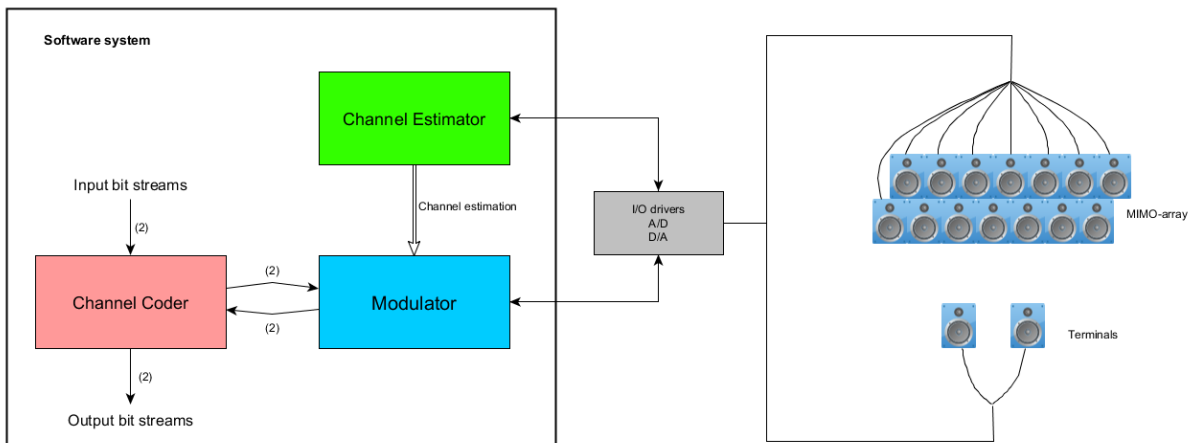 Software system
Channel Estimator
Input bit streams
Channel estimation
(2)
I/O drivers
A/D
D/A
MIMO-array
(2)
Channel Coder
Modulator
(2)
Terminals
(2)
Output bit streams